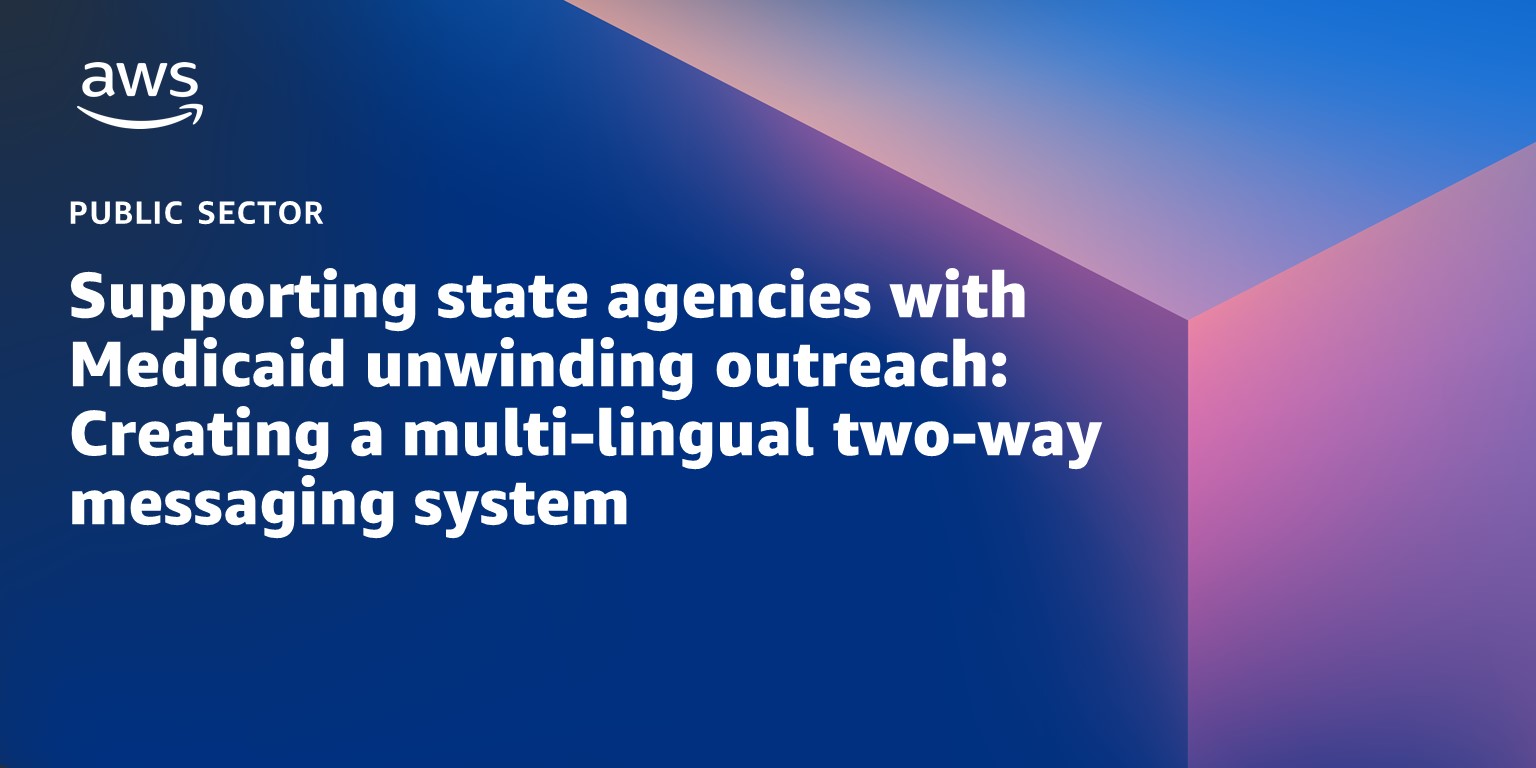 aws
PUBLIC SECTOR
Supporting state agencies with
Medicaid unwinding outreach:
Creating a multi-lingual two-way
messaging system